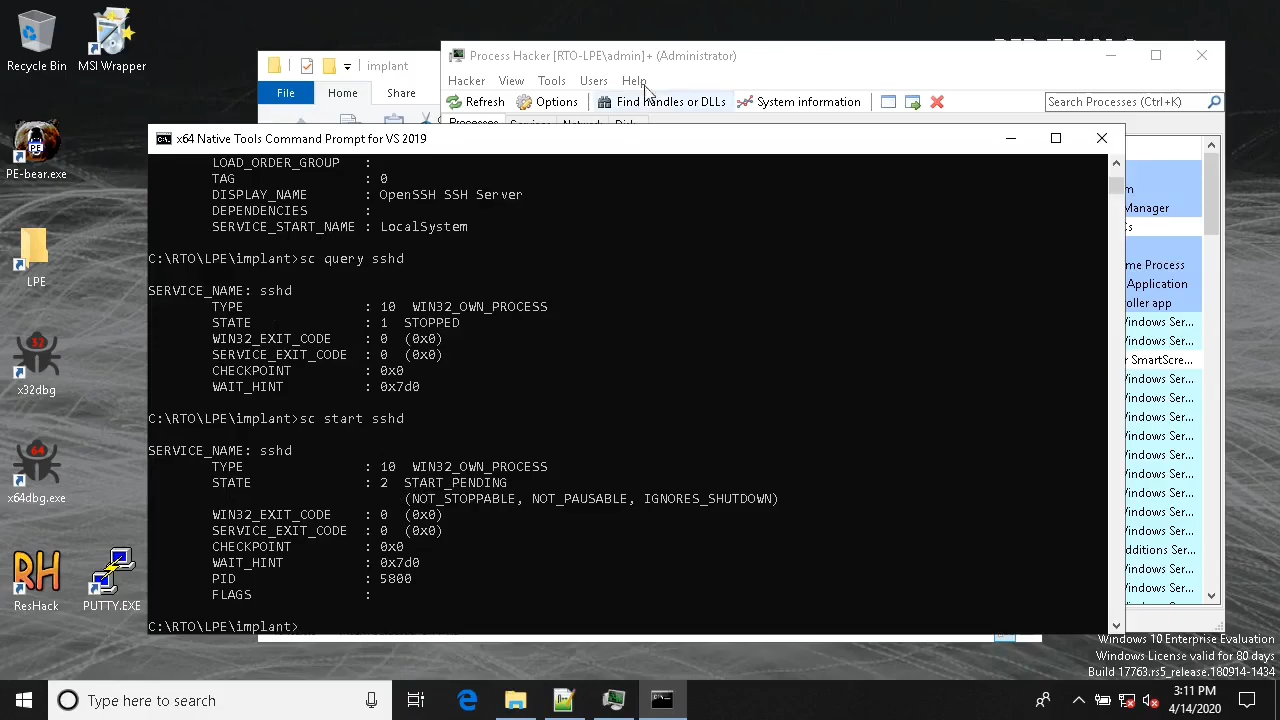 Recycle Bin
MSI Wrapper
PE-bear.exe
LPE
x32dbg
x64dbg.exe
ResHack
PUTTY.EXE
implant
File
Home
Share
Process Hacker [RTO-LPE\admin]+ (Administrator)
Hacker View Tools Users Help
Refresh Options Find handles or DLLs System information
Search Processes (Ctrl+K)
x64 Native Tools Command Prompt for VS 2019
LOAD_ORDER_GROUP :
TAG : 0
DISPLAY_NAME : OpenSSH SSH Server
DEPENDENCIES :
SERVICE_START_NAME : LocalSystem
C:\RTO\LPE\implant>sc query sshd
SERVICE_NAME: sshd
TYPE : 10 WIN32_OWN_PROCESS
STATE : 1 STOPPED
WIN32_EXIT_CODE : 0 (0x0)
SERVICE_EXIT_CODE : 0 (0x0)
CHECKPOINT : 0x0
WAIT_HINT : 0x7d0
C:\RTO\LPE\implant>sc start sshd
SERVICE_NAME: sshd
TYPE : 10 WIN32_OWN_PROCESS
STATE : 2 START_PENDING
(NOT_STOPPABLE, NOT_PAUSABLE, IGNORES_SHUTDOWN)
WIN32_EXIT_CODE : 0 (0x0)
SERVICE_EXIT_CODE : 0 (0x0)
CHECKPOINT : 0x0
WAIT_HINT : 0x7d0
PID : 5800
FLAGS :
C:\RTO\LPE\implant>
Manager
me Process
Application
oller app
Windows Ser...
Windows Ser...
r SmartScre...
Windows Ser...
Windows Ser...
Windows Ser...
Windows Ser...
Windows Ser...
Windows Ser...
Windows Ser...
Windows Ser...
Windows Ser...
dditions Ser...
Windows Ser...
Windows Ser...
Windows 10 Enterprise Evaluation
Windows License valid for 80 days
Build 17763.rs5_release.180914-1434
Type here to search
3:11 PM
4/14/2020